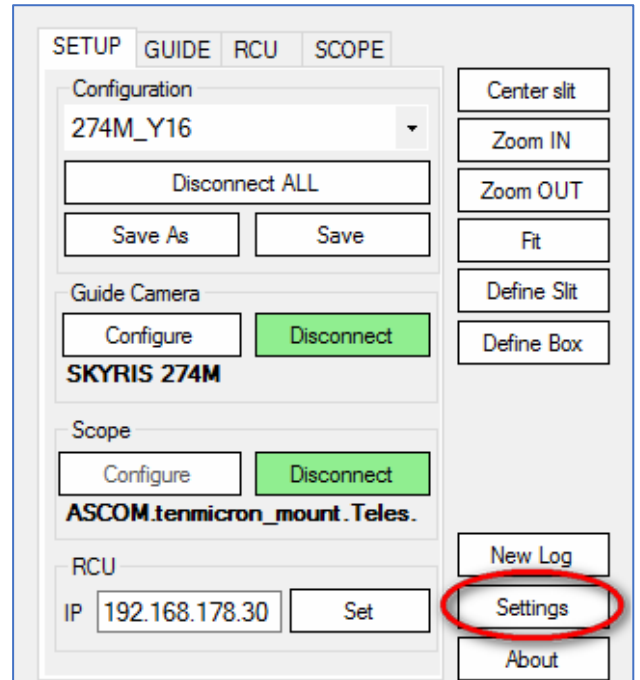 SETUP GUIDE RCU SCOPE
Configuration
274M_Y16
Disconnect ALL
Save As Save
Guide Camera
Configure Disconnect
SKYRIS 274M
Scope
Configure Disconnect
ASCOM.tenmicron_mount.Teles.
RCU
IP 192.168.178.30 Set
Center slit
Zoom IN
Zoom OUT
Fit
Define Slit
Define Box
New Log
Settings
About